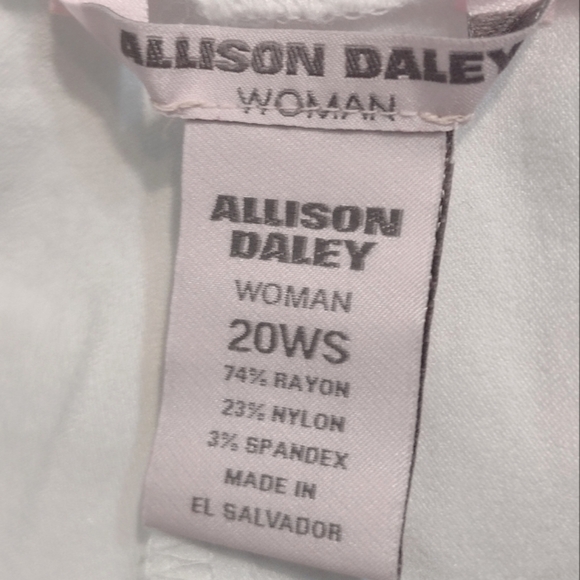 ALLISON DALEY
WOMAN
ALLISON
DALEY
WOMAN
20WS
74% RAYON
23% NYLON
3% SPANDEX
MADE IN
EL SALVADOR